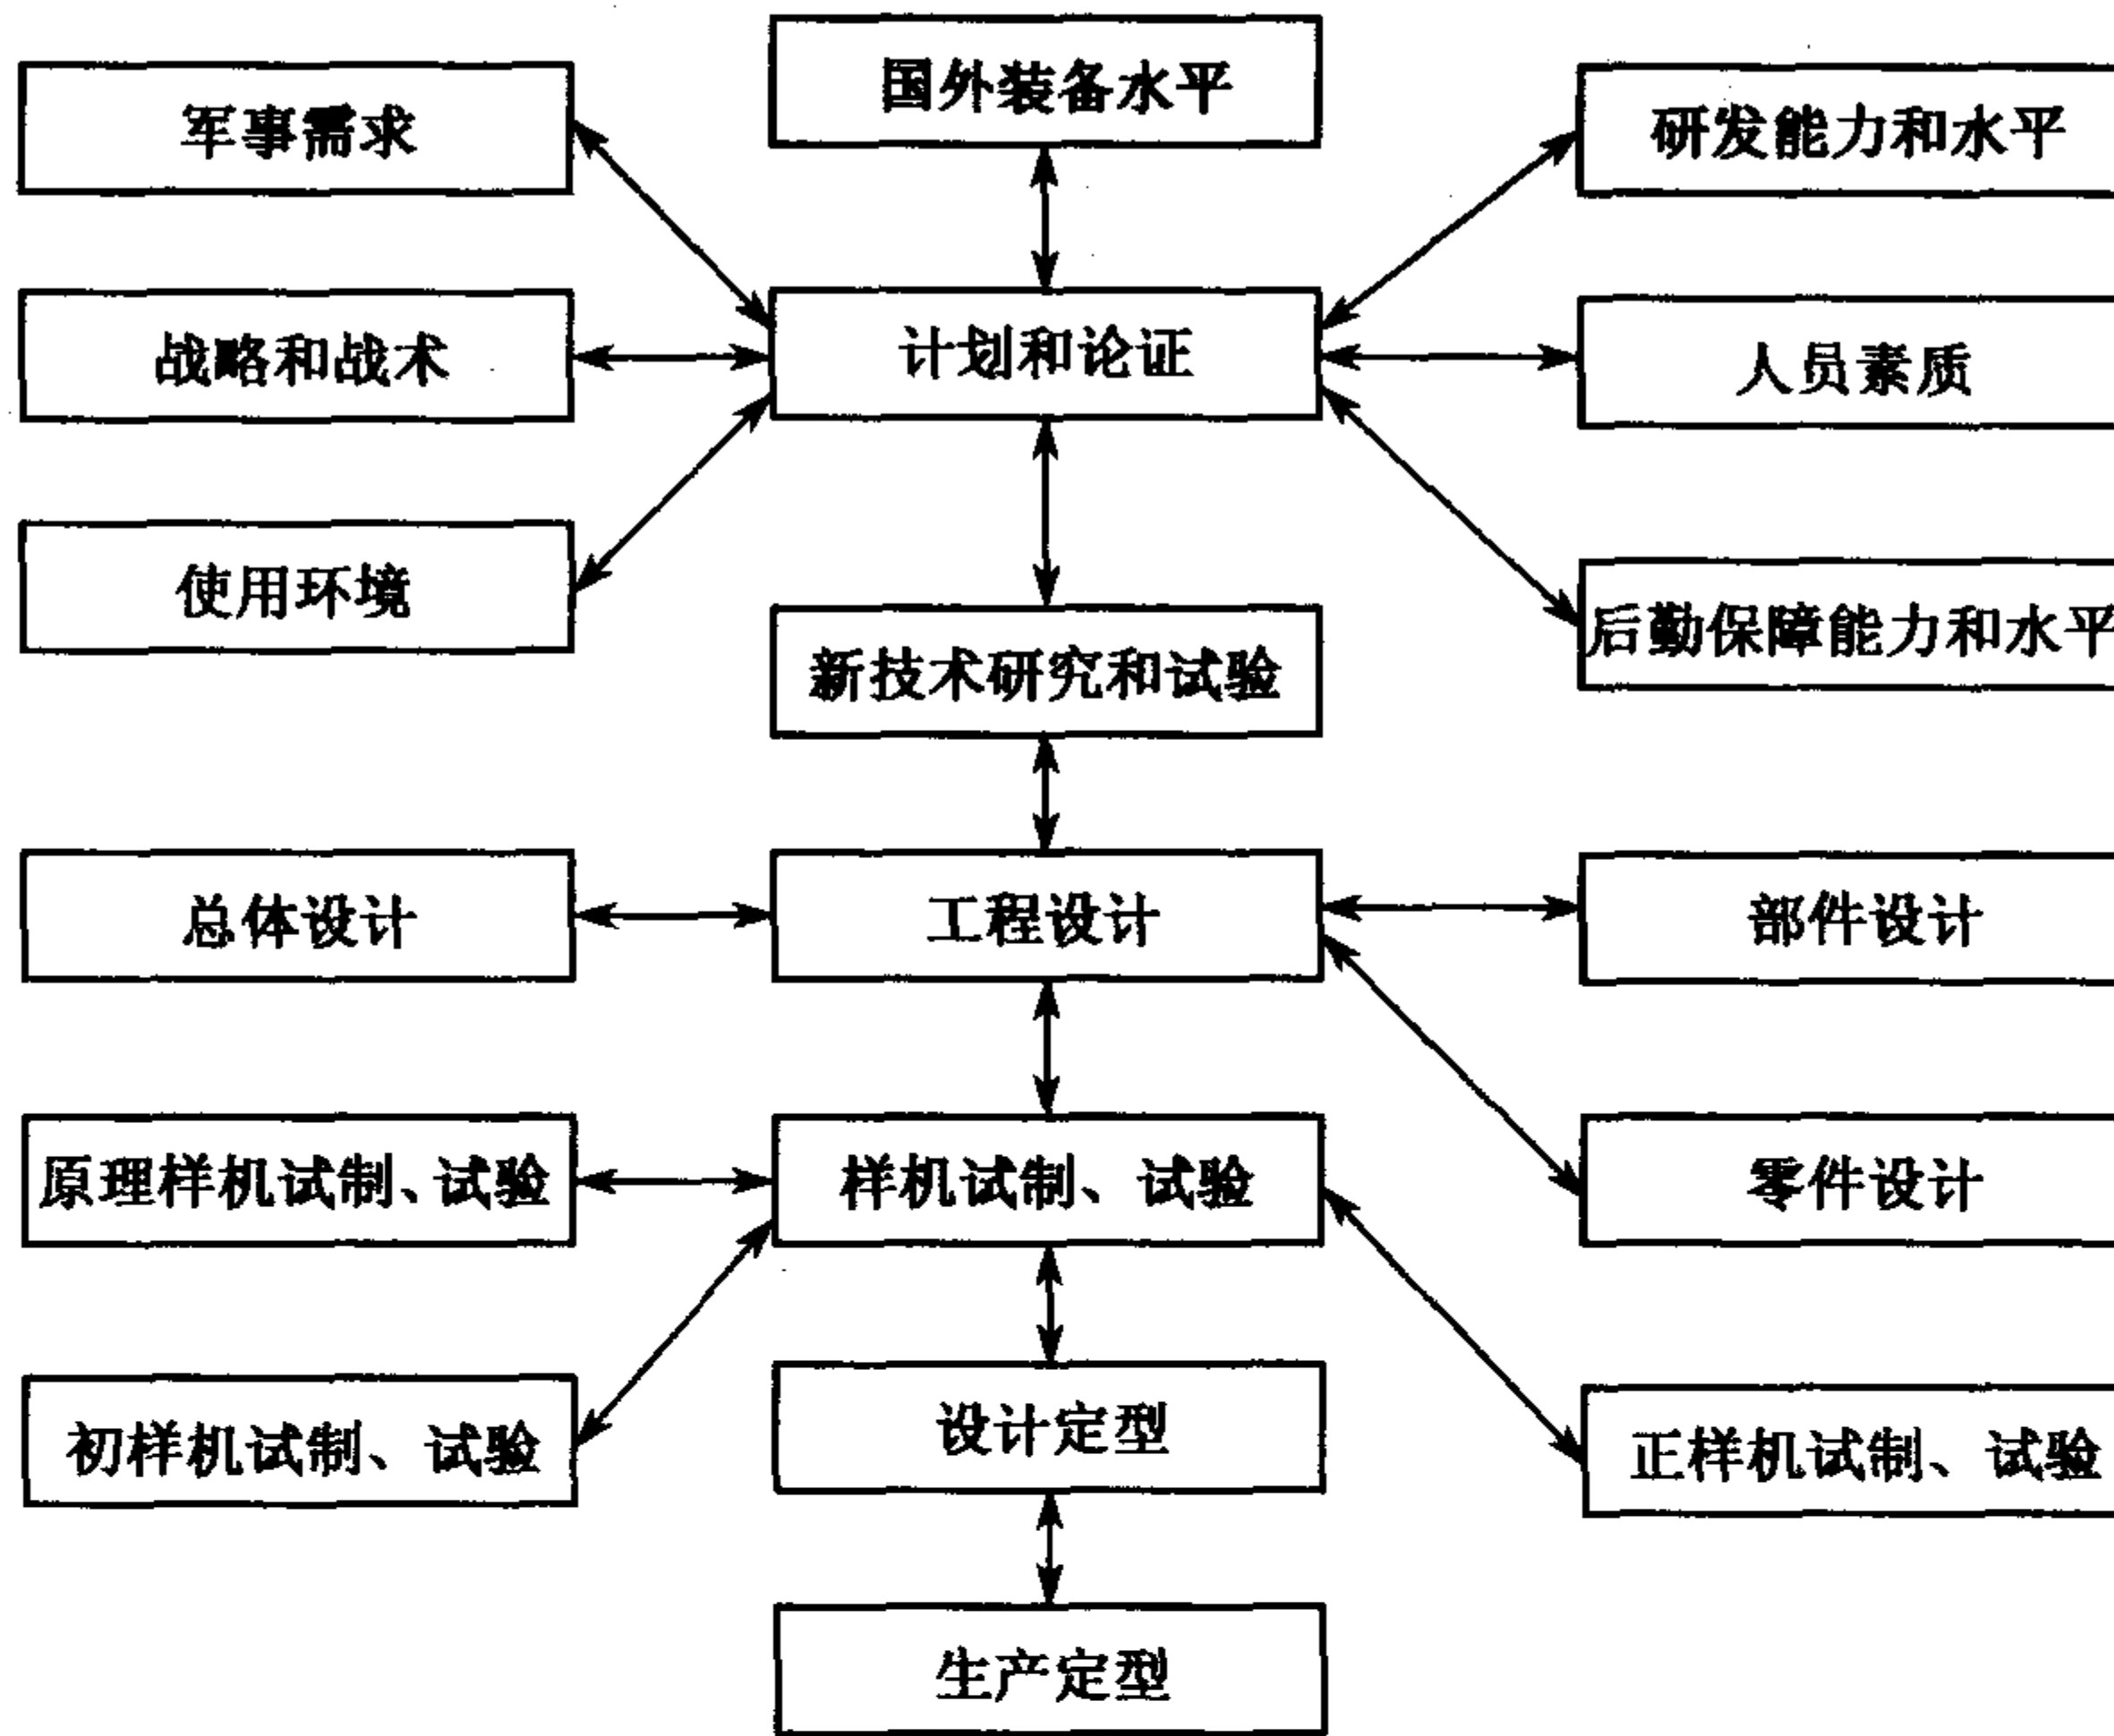 国外装备水平
军事需求
研发能力和水平
战略和战术
计划和论证
人员素质
使用环境
后勤保障能力和水平
新技术研究和试验
总体设计
工程设计
部件设计
原理样机试制、试验
样机试制、试验
零件设计
初样机试制、试验
设计定型
正样机试制、试验
生产定型